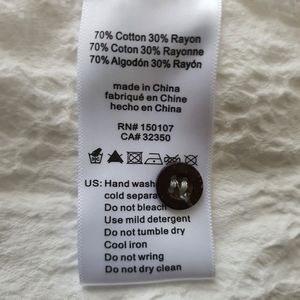 70% Cotton 30% Rayon
70% Coton 30% Rayonne
70% Algodón 30% Rayón
made in China
fabriqué en Chine
hecho en China
RN# 150107
CA# 32350
US: Hand wash
cold separa
Do not bleach
Use mild detergent
Do not tumble dry
Cool iron
Do not wring
Do not dry clean